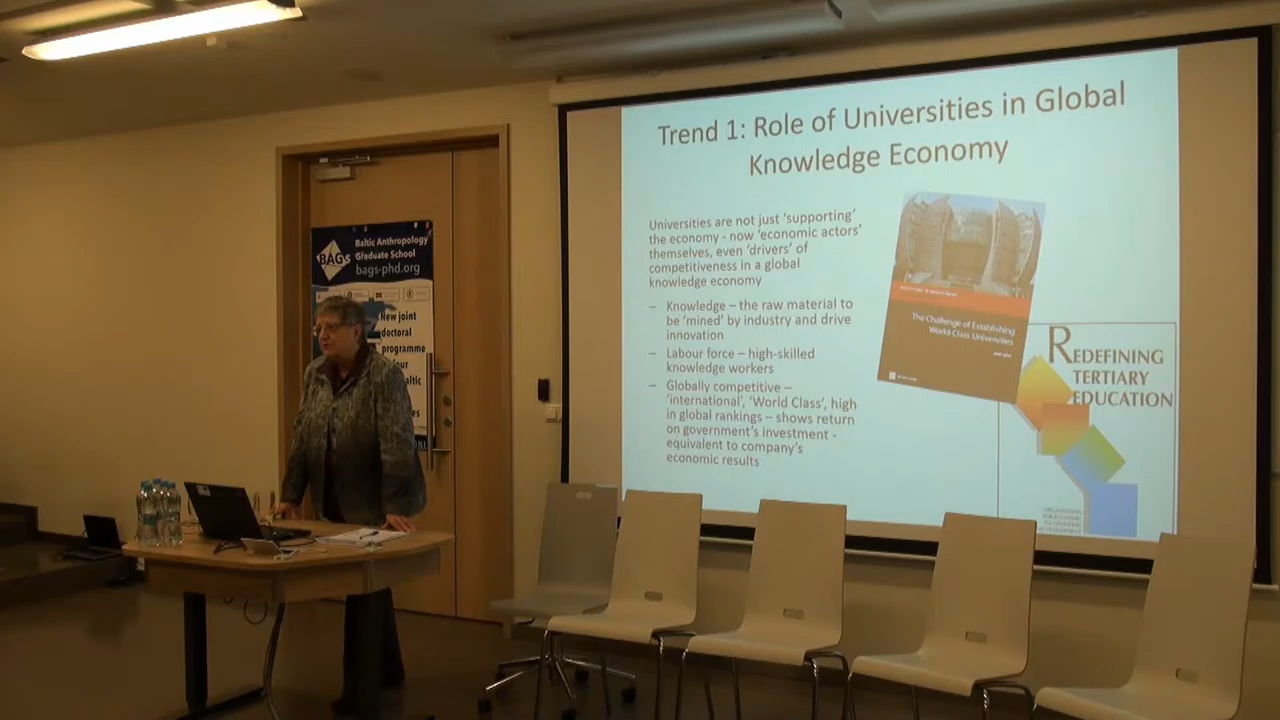 Trend 1: Role of Universities in Global
Knowledge Economy
Universities are not just ‘supporting’
the economy - now ‘economic actors’
themselves, even ‘drivers’ of
competitiveness in a global
knowledge economy
– Knowledge – the raw material to
be ‘mined’ by industry and drive
innovation
– Labour force – high-skilled
knowledge workers
– Globally competitive –
‘international’, ‘World Class’, high
in global rankings – shows return
on government’s investment -
equivalent to company’s
economic results
The Challenge of Establishing
World-Class Universities
REDEFINING
TERTIARY
EDUCATION
BAGs
Baltic Anthropology
Graduate School
bags-phd.org
New joint
doctoral
programme